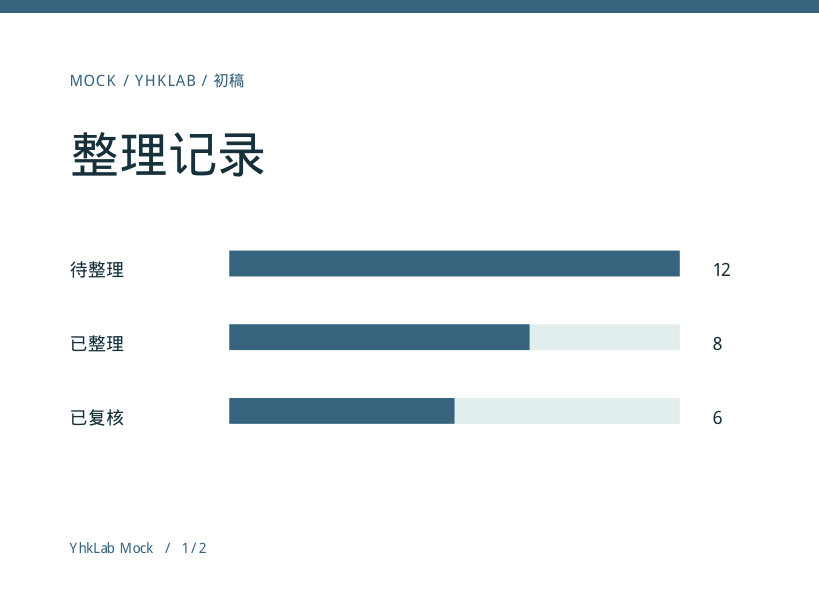 MOCK / YHKLAB / 初稿
整理记录
待整理 12
已整理 8
已复核 6
YhkLab Mock / 1/2